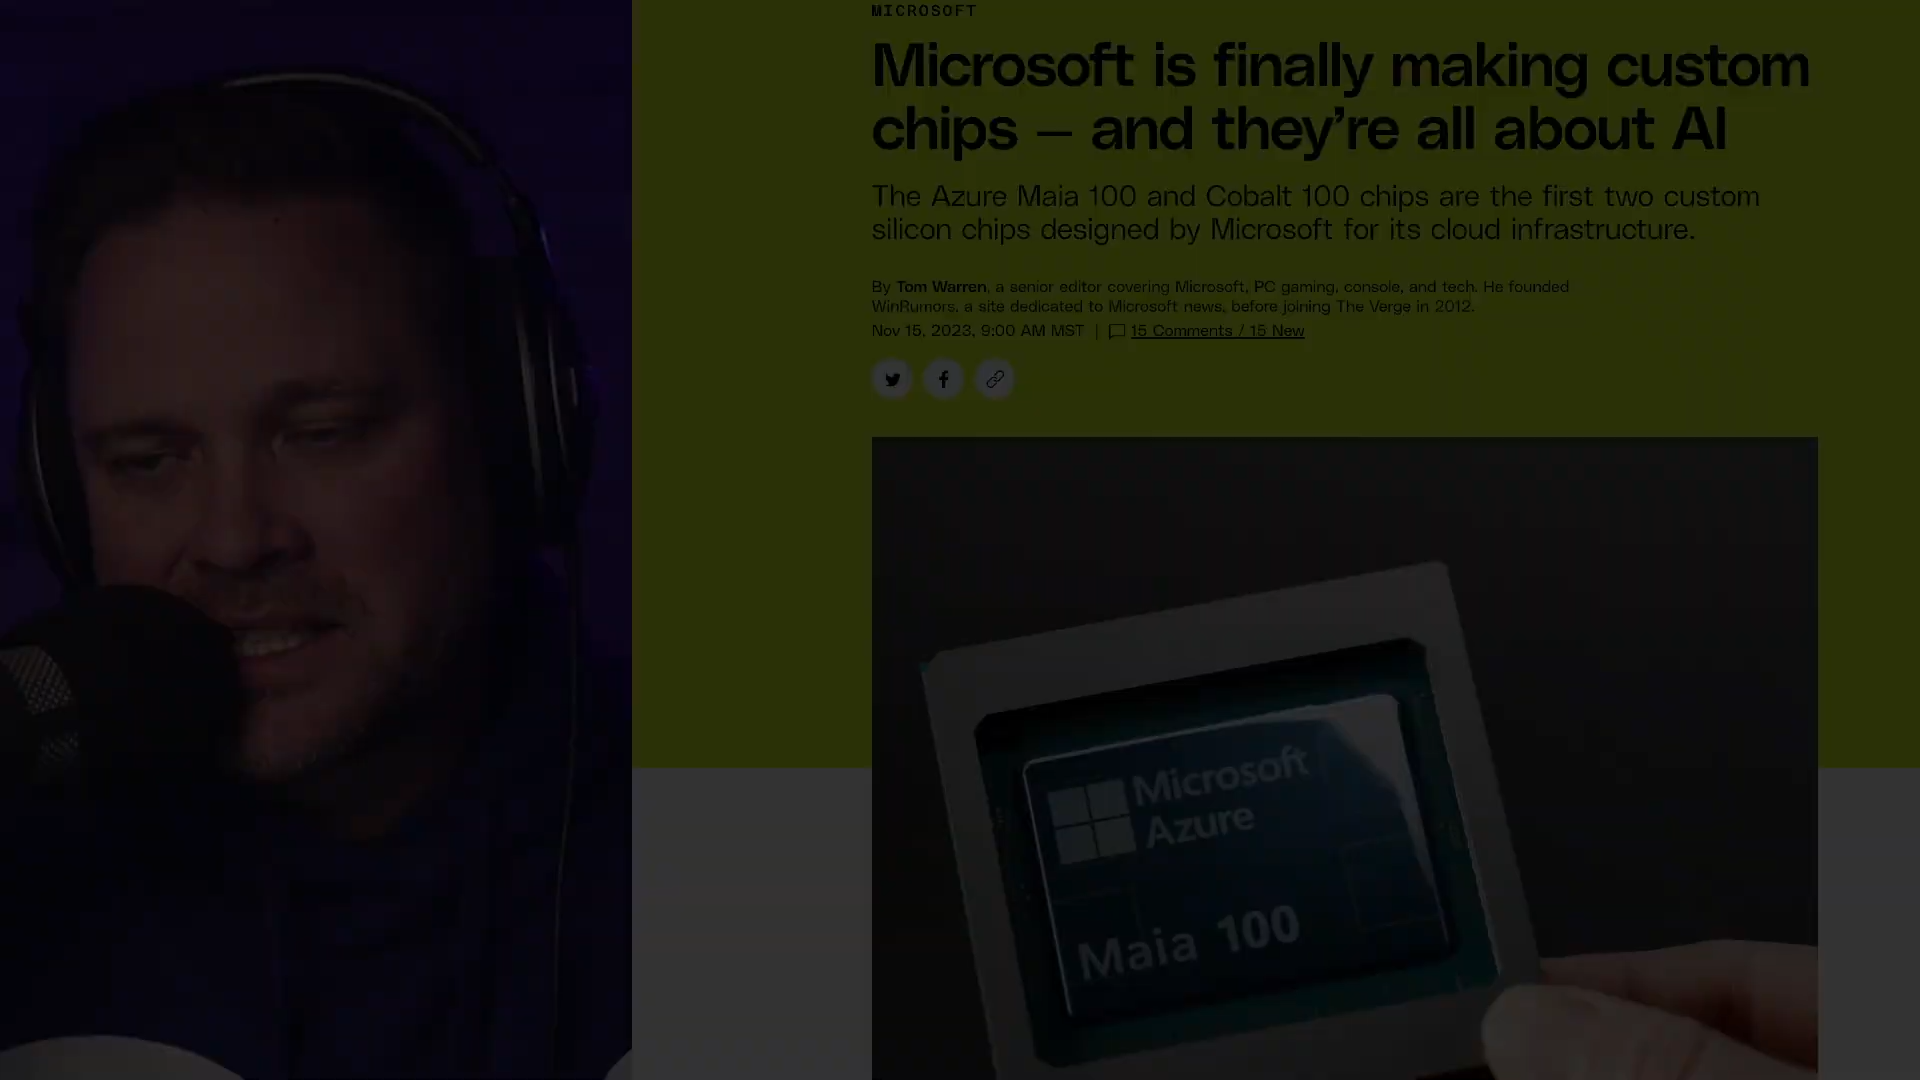 MICROSOFT
Microsoft is finally making custom
chips — and they're all about AI
The Azure Maia 100 and Cobalt 100 chips are the first two custom
silicon chips designed by Microsoft for its cloud infrastructure.
By Tom Warren, a senior editor covering Microsoft, PC gaming, console, and tech. He founded
WinRumors, a site dedicated to Microsoft news, before joining The Verge in 2012.
Nov 15, 2023, 9:00 AM MST | 15 Comments / 15 New
Microsoft
Azure
Maia 100